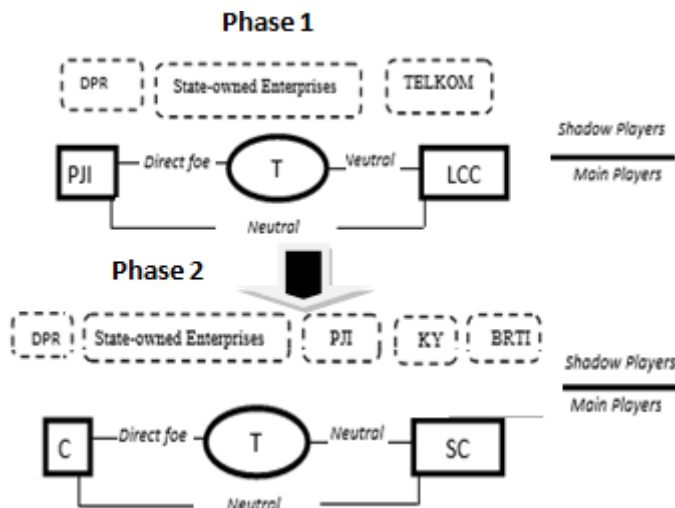 Phase 1
DPR
State-owned Enterprises
TELKOM
Shadow Players
Main Players
PJI
Direct foe
T
Neutral
LCC
Neutral
Phase 2
DPR
State-owned Enterprises
PJI
KY
BRTI
Shadow Players
Main Players
C
Direct foe
T
Neutral
SC
Neutral